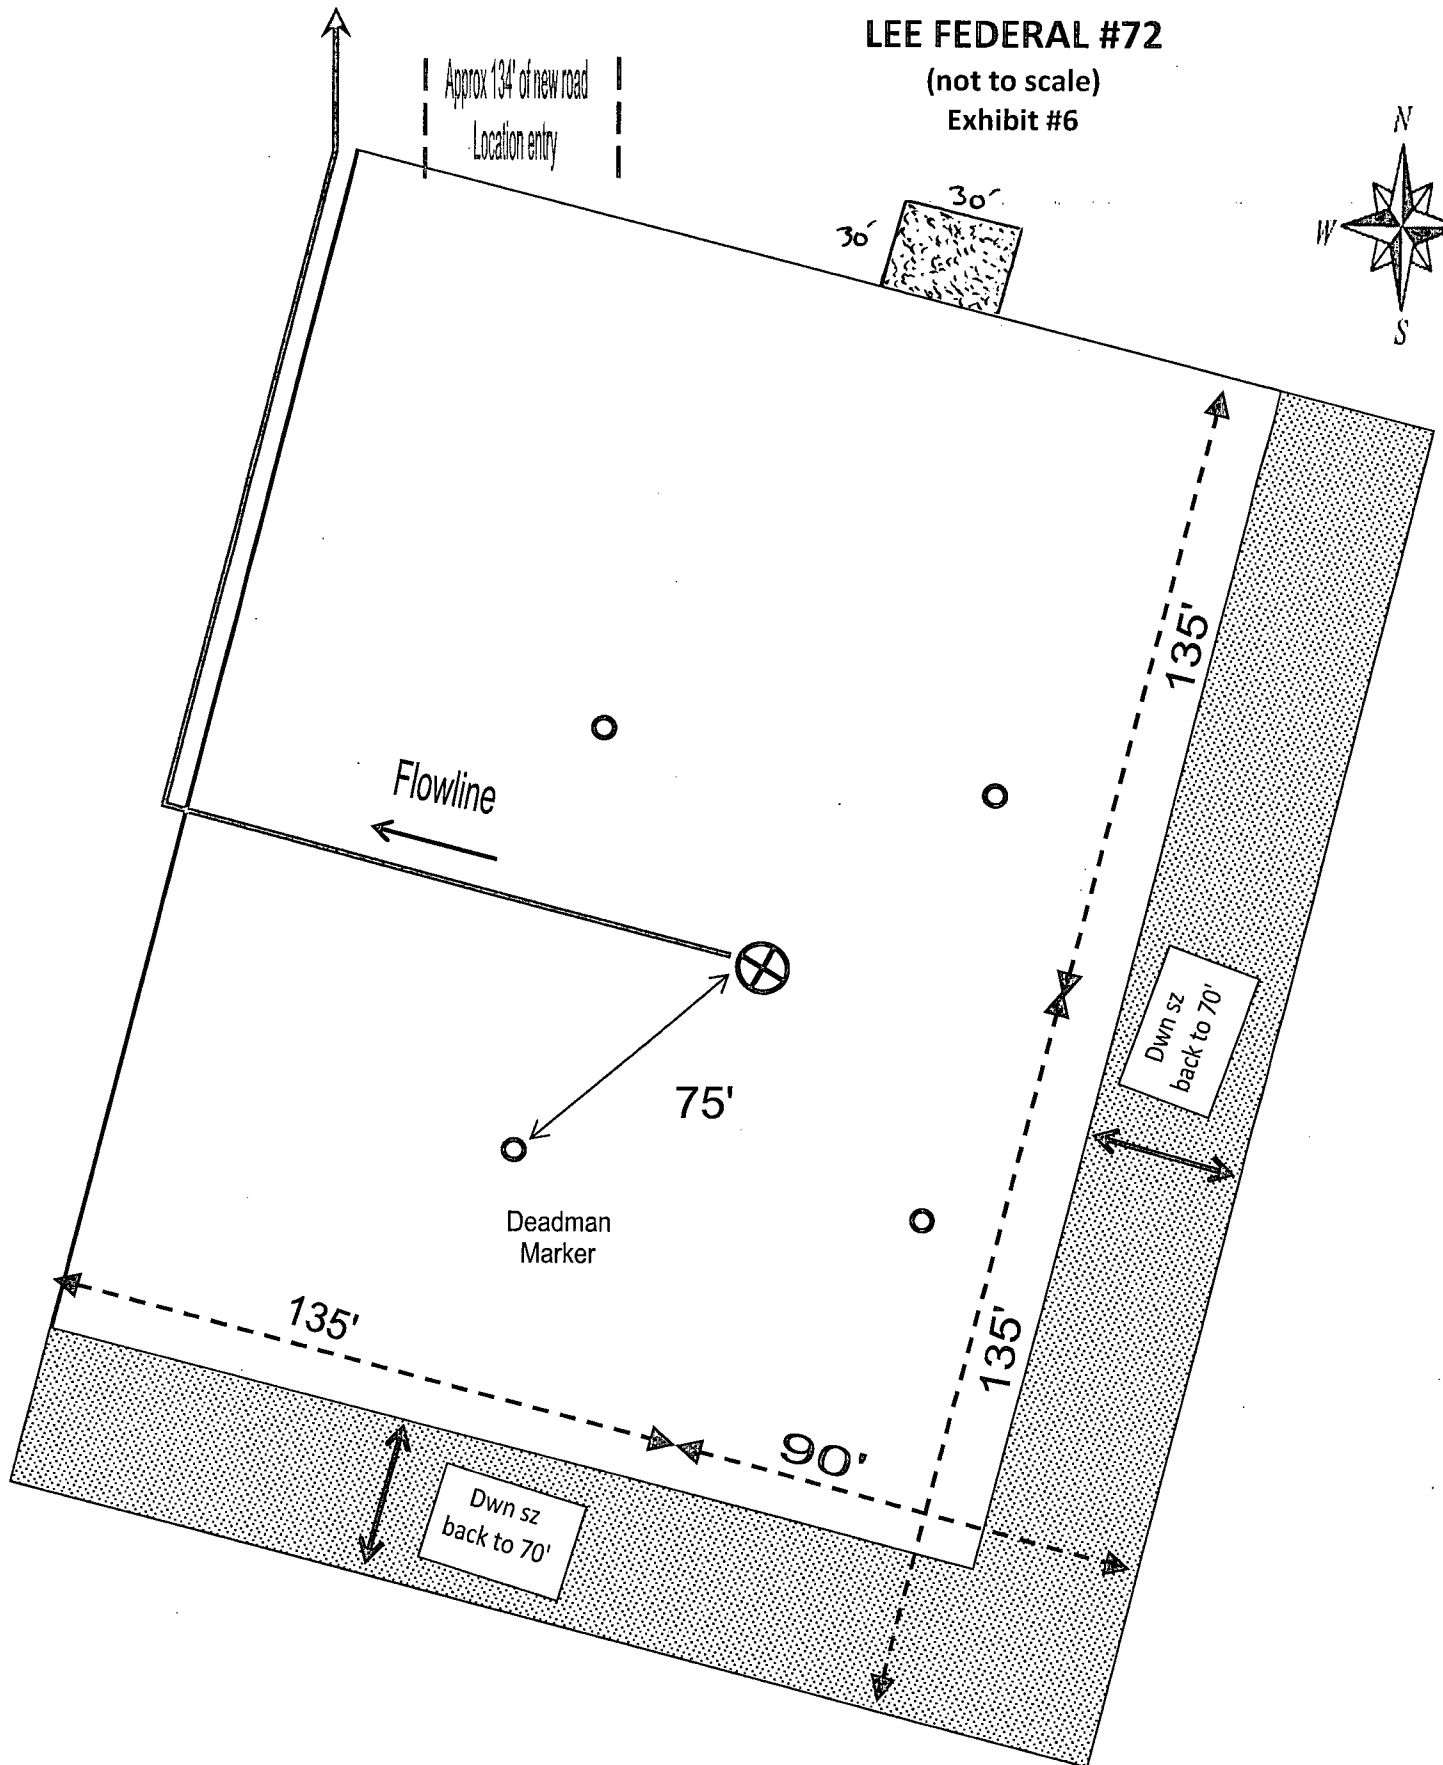 LEE FEDERAL #72
(not to scale)
Exhibit #6
Approx 134' of new road
Location entry
N
W
S
30'
30'
135'
Flowline
Dwn sz
back to 70'
75'
Deadman
Marker
135'
135'
90'
Dwn sz
back to 70'